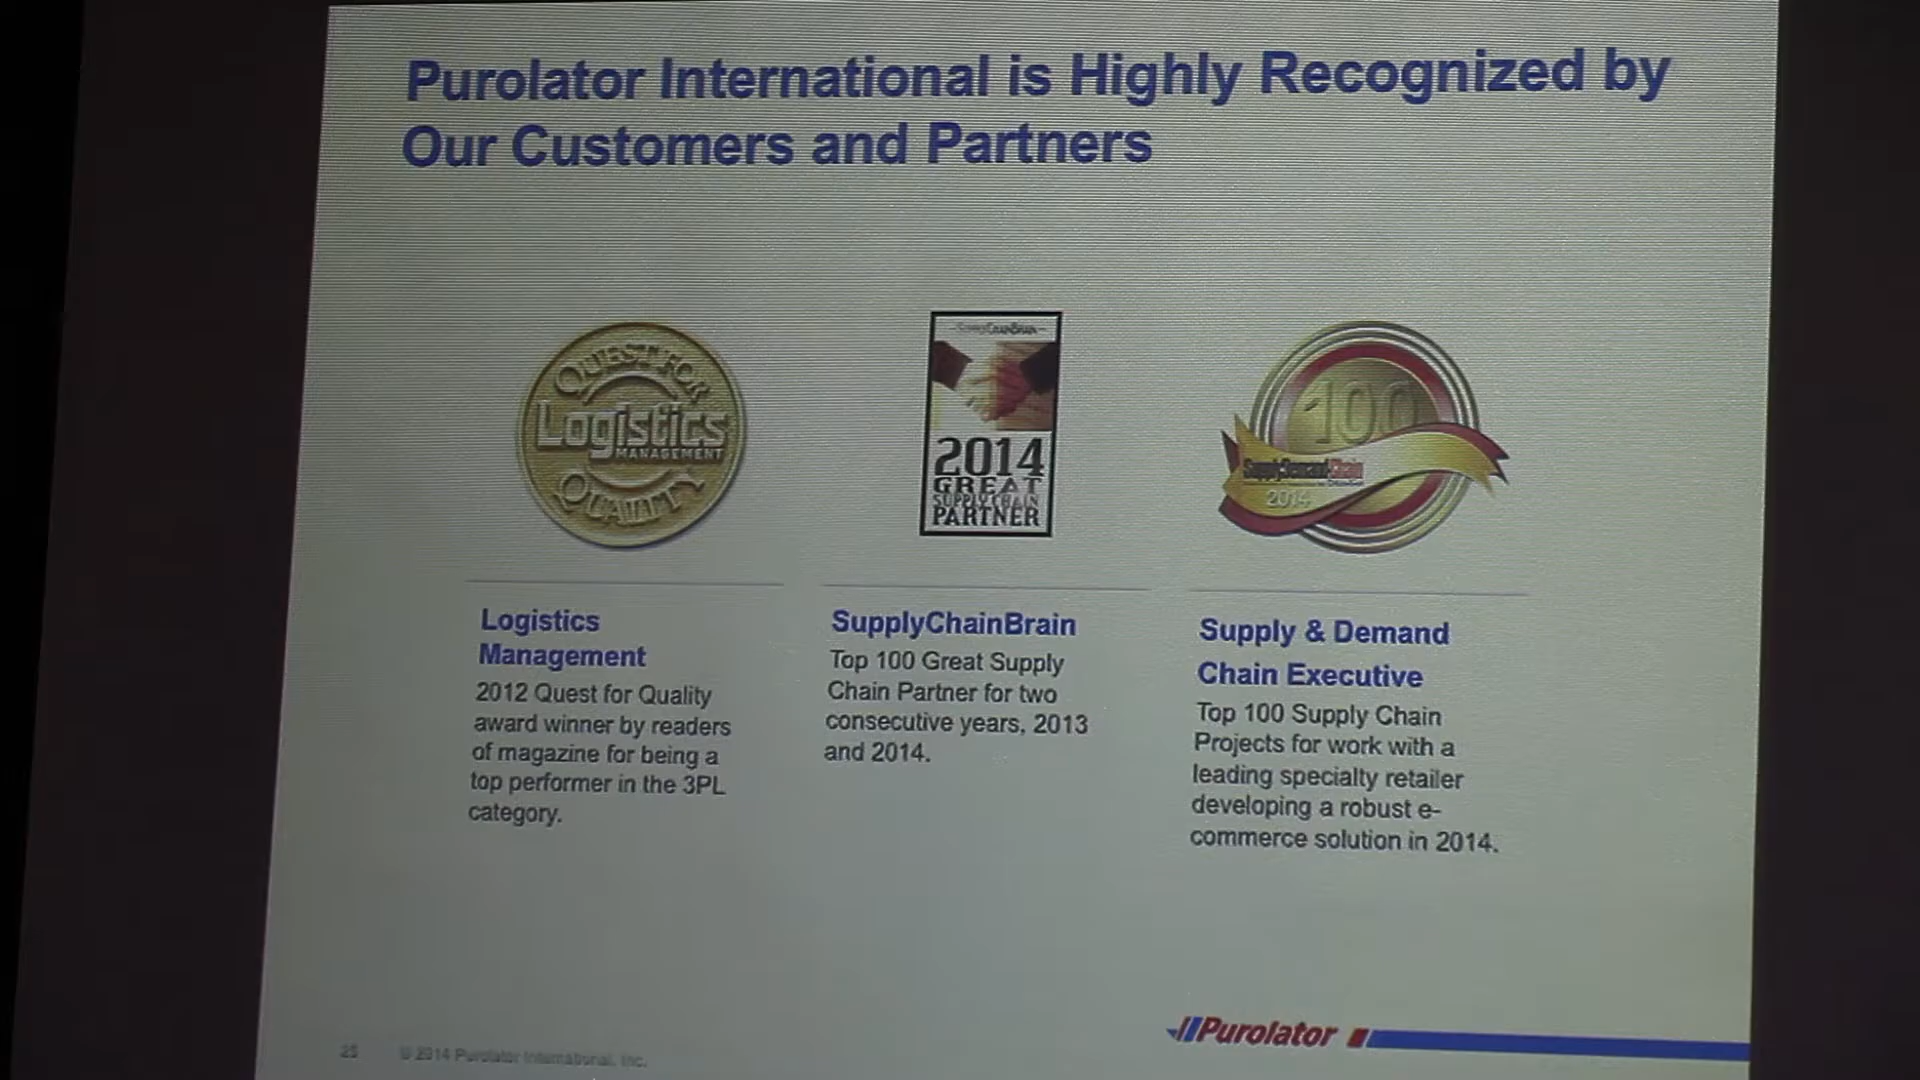 Purolator International is Highly Recognized by
Our Customers and Partners
QUEST FOR
Logistics
MANAGEMENT
QUALITY
SupplyChainBrain
2014
GREAT
SUPPLY CHAIN
PARTNER
100
SupplyDemandChain
2014
Logistics
Management
2012 Quest for Quality
award winner by readers
of magazine for being a
top performer in the 3PL
category.
SupplyChainBrain
Top 100 Great Supply
Chain Partner for two
consecutive years, 2013
and 2014.
Supply & Demand
Chain Executive
Top 100 Supply Chain
Projects for work with a
leading specialty retailer
developing a robust e-
commerce solution in 2014.
© 2014 Purolator International, Inc.
Purolator